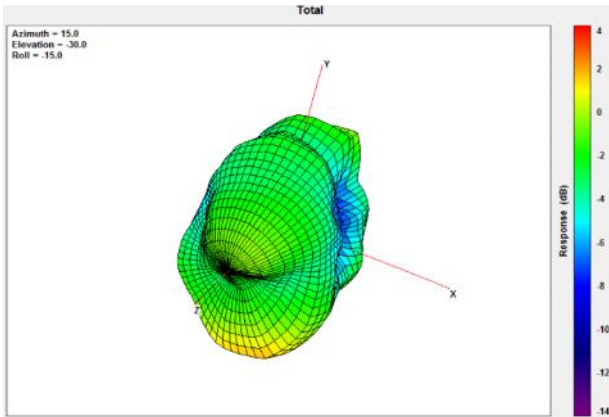 Total
Azimuth = 15.0
Elevation = -30.0
Roll = -15.0
Y
X
Z
4
2
0
-2
-4
-6
-8
-10
-12
-14
Response (dB)